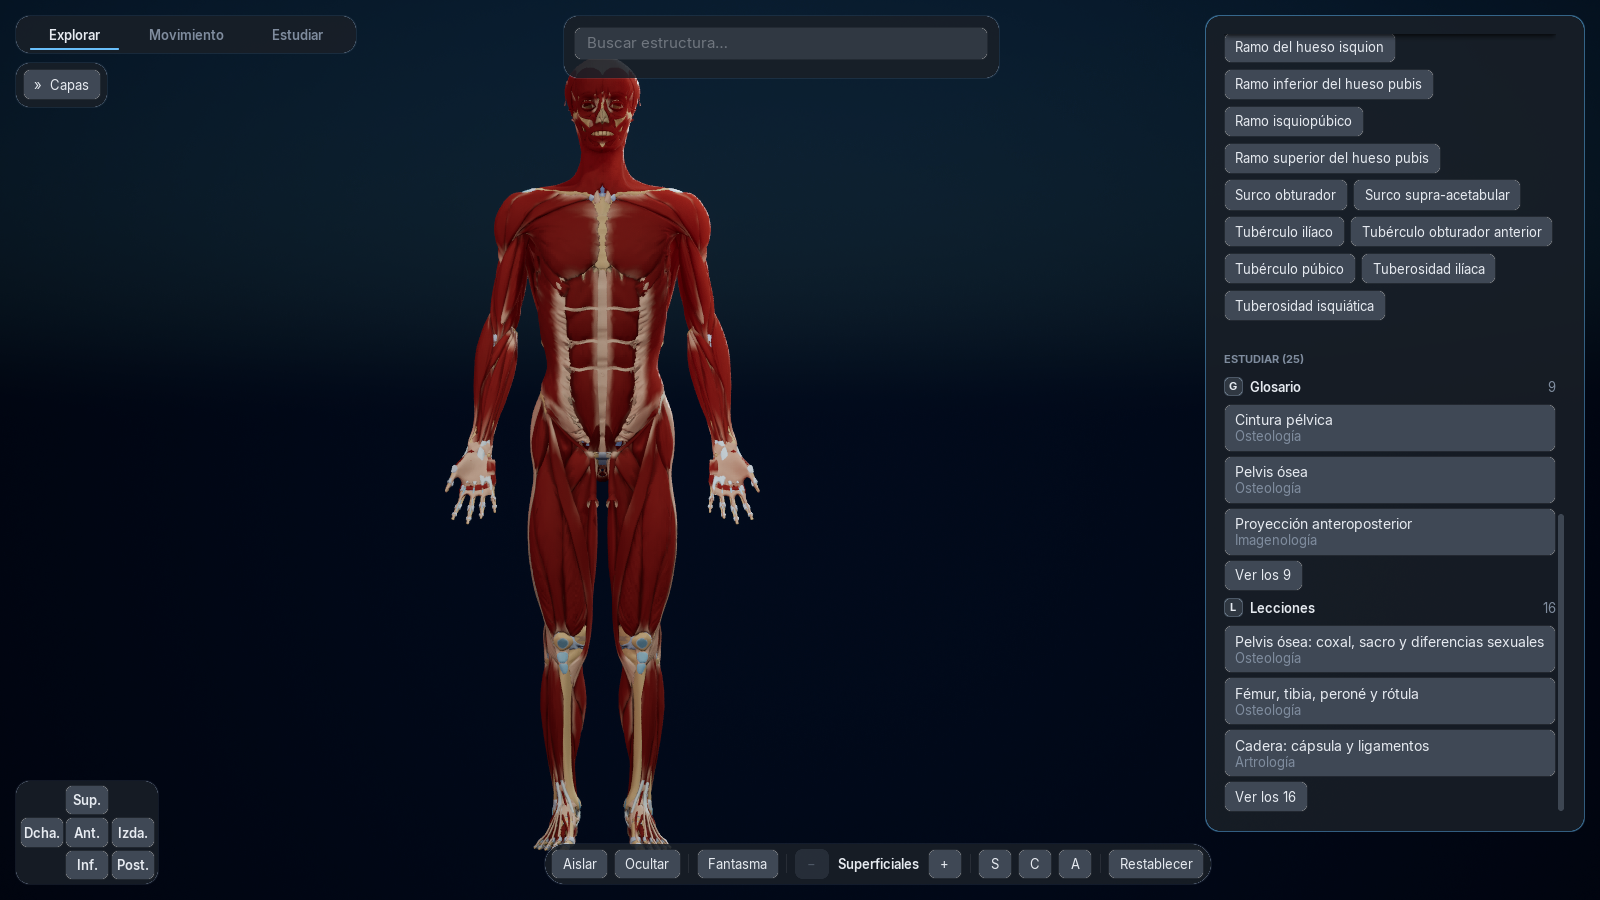 Explorar
Movimiento
Estudiar
» Capas
Buscar estructura...
Ramo del hueso isquion
Ramo inferior del hueso pubis
Ramo isquiopúbico
Ramo superior del hueso pubis
Surco obturador
Surco supra-acetabular
Tubérculo ilíaco
Tubérculo obturador anterior
Tubérculo púbico
Tuberosidad ilíaca
Tuberosidad isquiática
ESTUDIAR (25)
G Glosario 9
Cintura pélvica
Osteología
Pelvis ósea
Osteología
Proyección anteroposterior
Imagenología
Ver los 9
L Lecciones 16
Pelvis ósea: coxal, sacro y diferencias sexuales
Osteología
Fémur, tibia, peroné y rótula
Osteología
Cadera: cápsula y ligamentos
Artrología
Ver los 16
Sup.
Dcha. Ant. Izda.
Inf. Post.
Aislar Ocultar Fantasma − Superficiales + S C A Restablecer